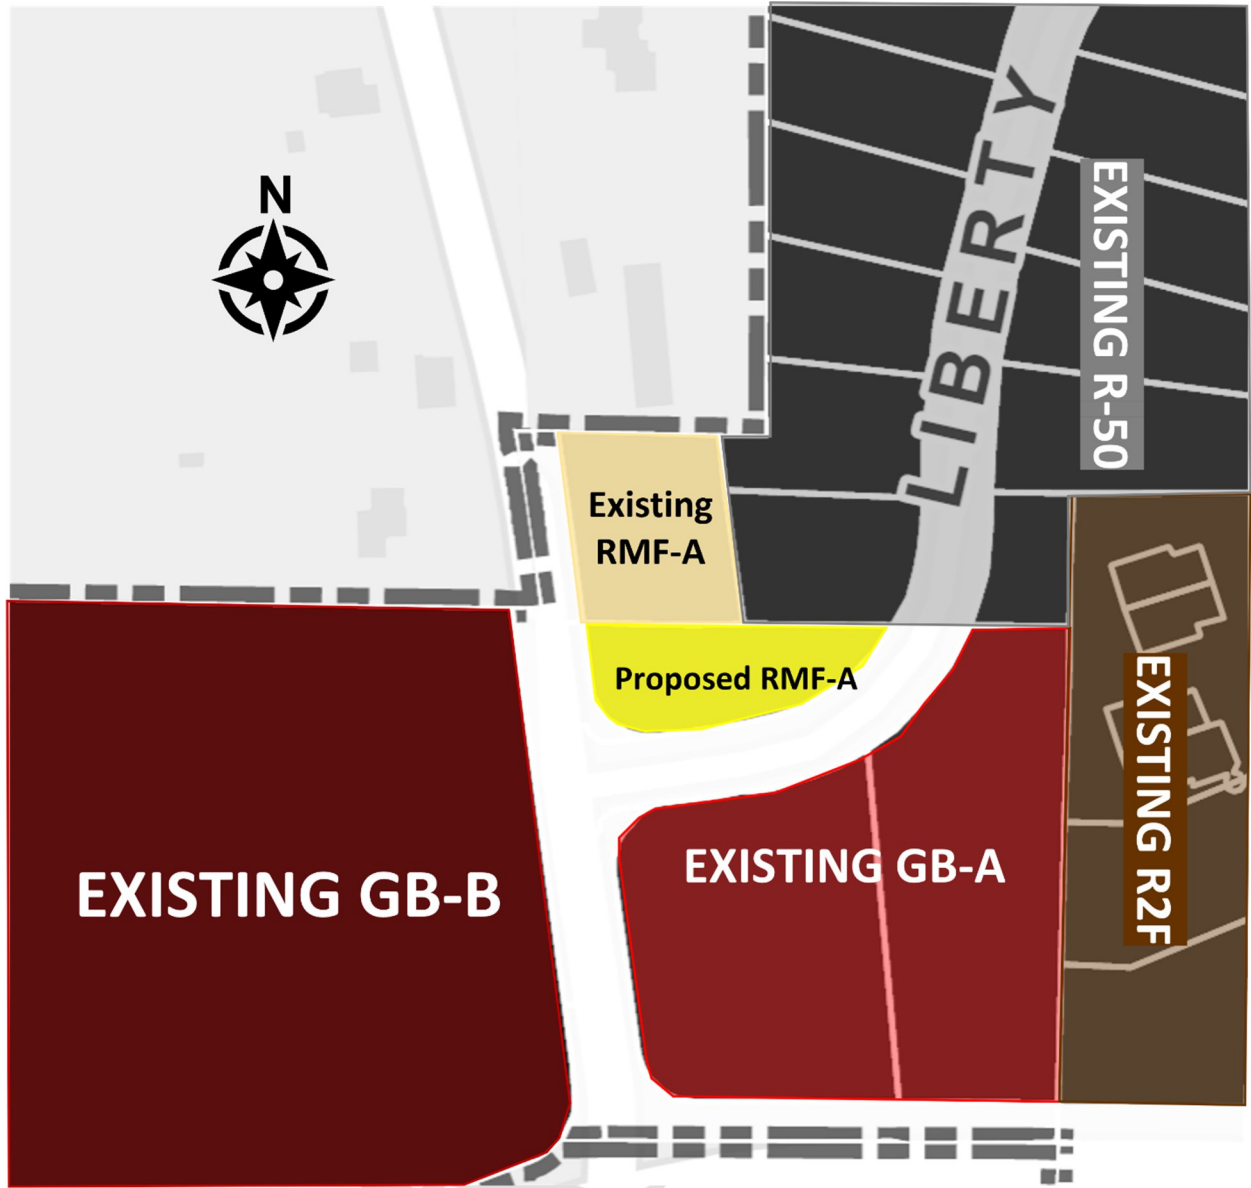 N
LIBERTY
EXISTING R-50
Existing
RMF-A
Proposed RMF-A
EXISTING R2F
EXISTING GB-A
EXISTING GB-B